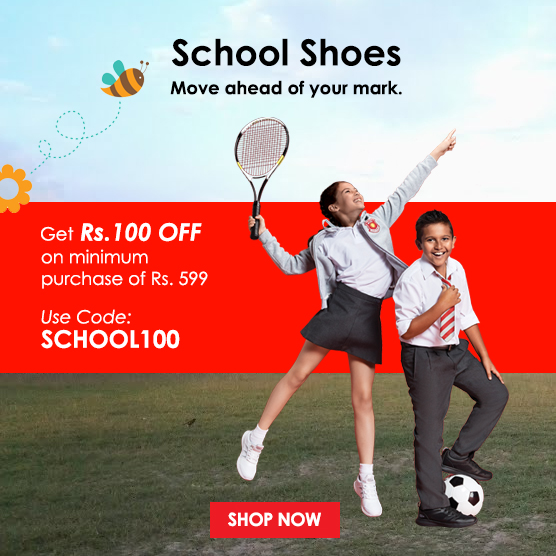 School Shoes
Move ahead of your mark.
Get Rs.100 OFF
on minimum
purchase of Rs. 599
Use Code:
SCHOOL100
SHOP NOW